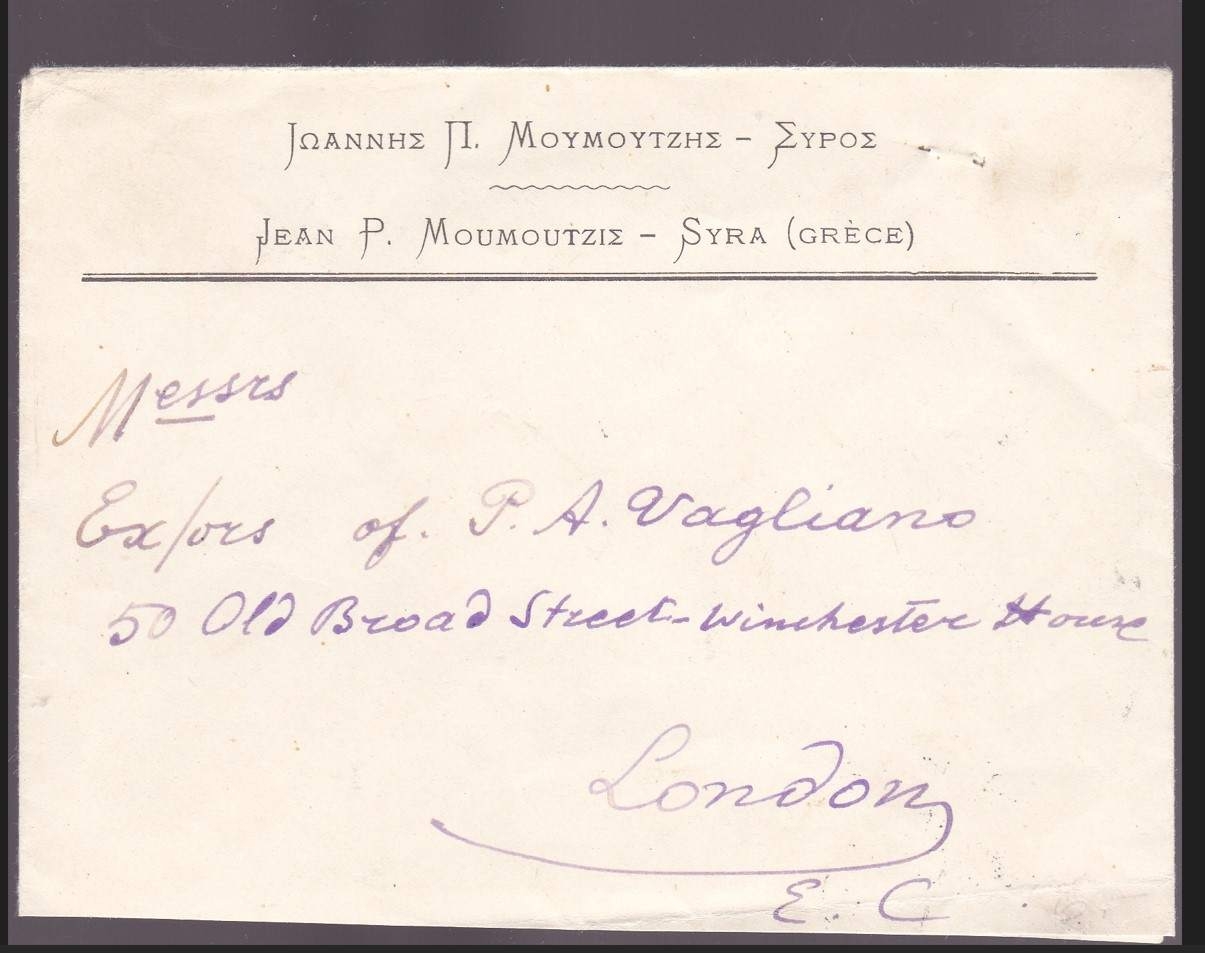 ΙΩΑΝΝΗΣ Π. ΜΟΥΜΟΥΤΖΗΣ – ΣΥΡΟΣ
JEAN P. MOUMOUTZIS – SYRA (GRÈCE)
Messrs
Ex/ors of. P. A. Vagliano
50 Old Broad Street - Winchester House
London
E. C